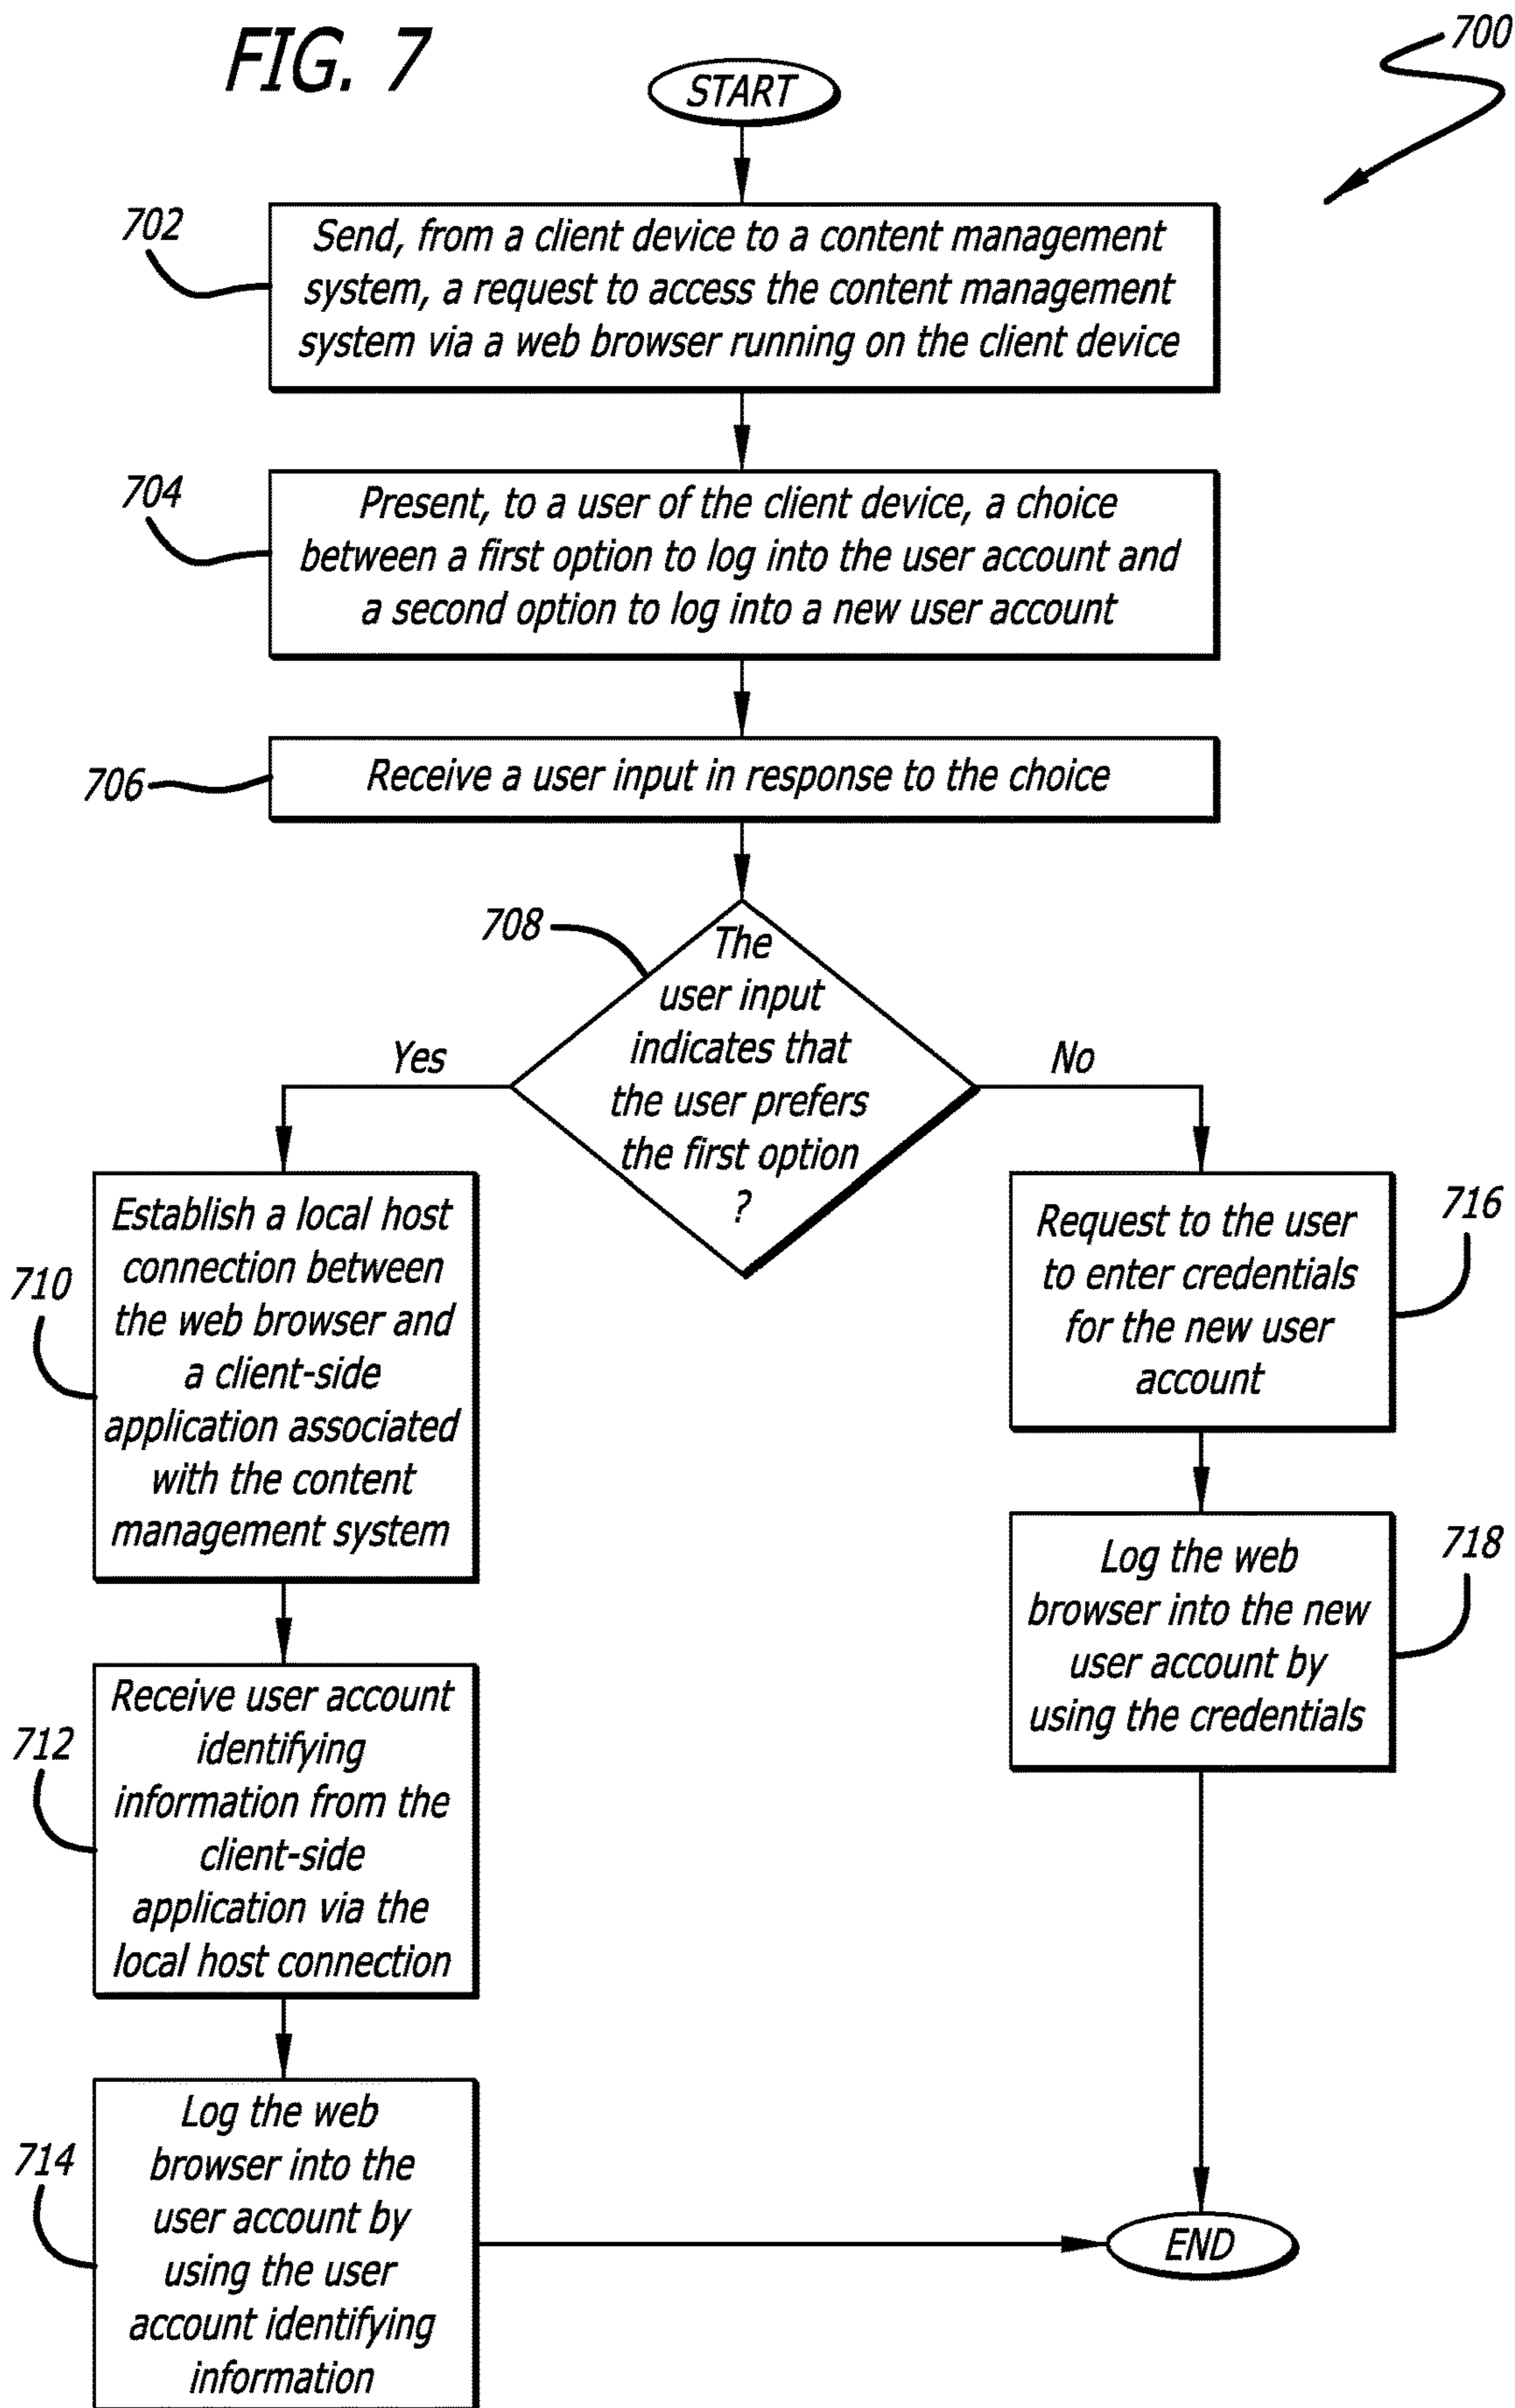 FIG. 7
700
START
702
Send, from a client device to a content management
system, a request to access the content management
system via a web browser running on the client device
704
Present, to a user of the client device, a choice
between a first option to log into the user account and
a second option to log into a new user account
706
Receive a user input in response to the choice
708
The
user input
indicates that
the user prefers
the first option
?
Yes
No
710
Establish a local host
connection between
the web browser and
a client-side
application associated
with the content
management system
716
Request to the user
to enter credentials
for the new user
account
718
Log the web
browser into the new
user account by
using the credentials
712
Receive user account
identifying
information from the
client-side
application via the
local host connection
714
Log the web
browser into the
user account by
using the user
account identifying
information
END